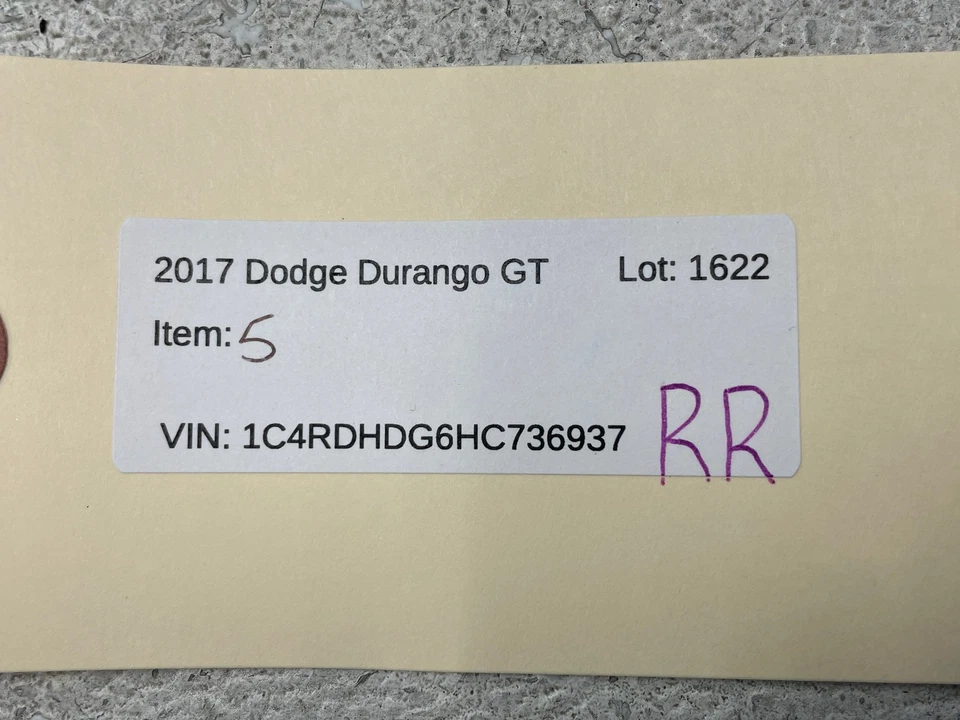 2017 Dodge Durango GT Lot: 1622
Item: 5
VIN: 1C4RDHDG6HC736937 RR